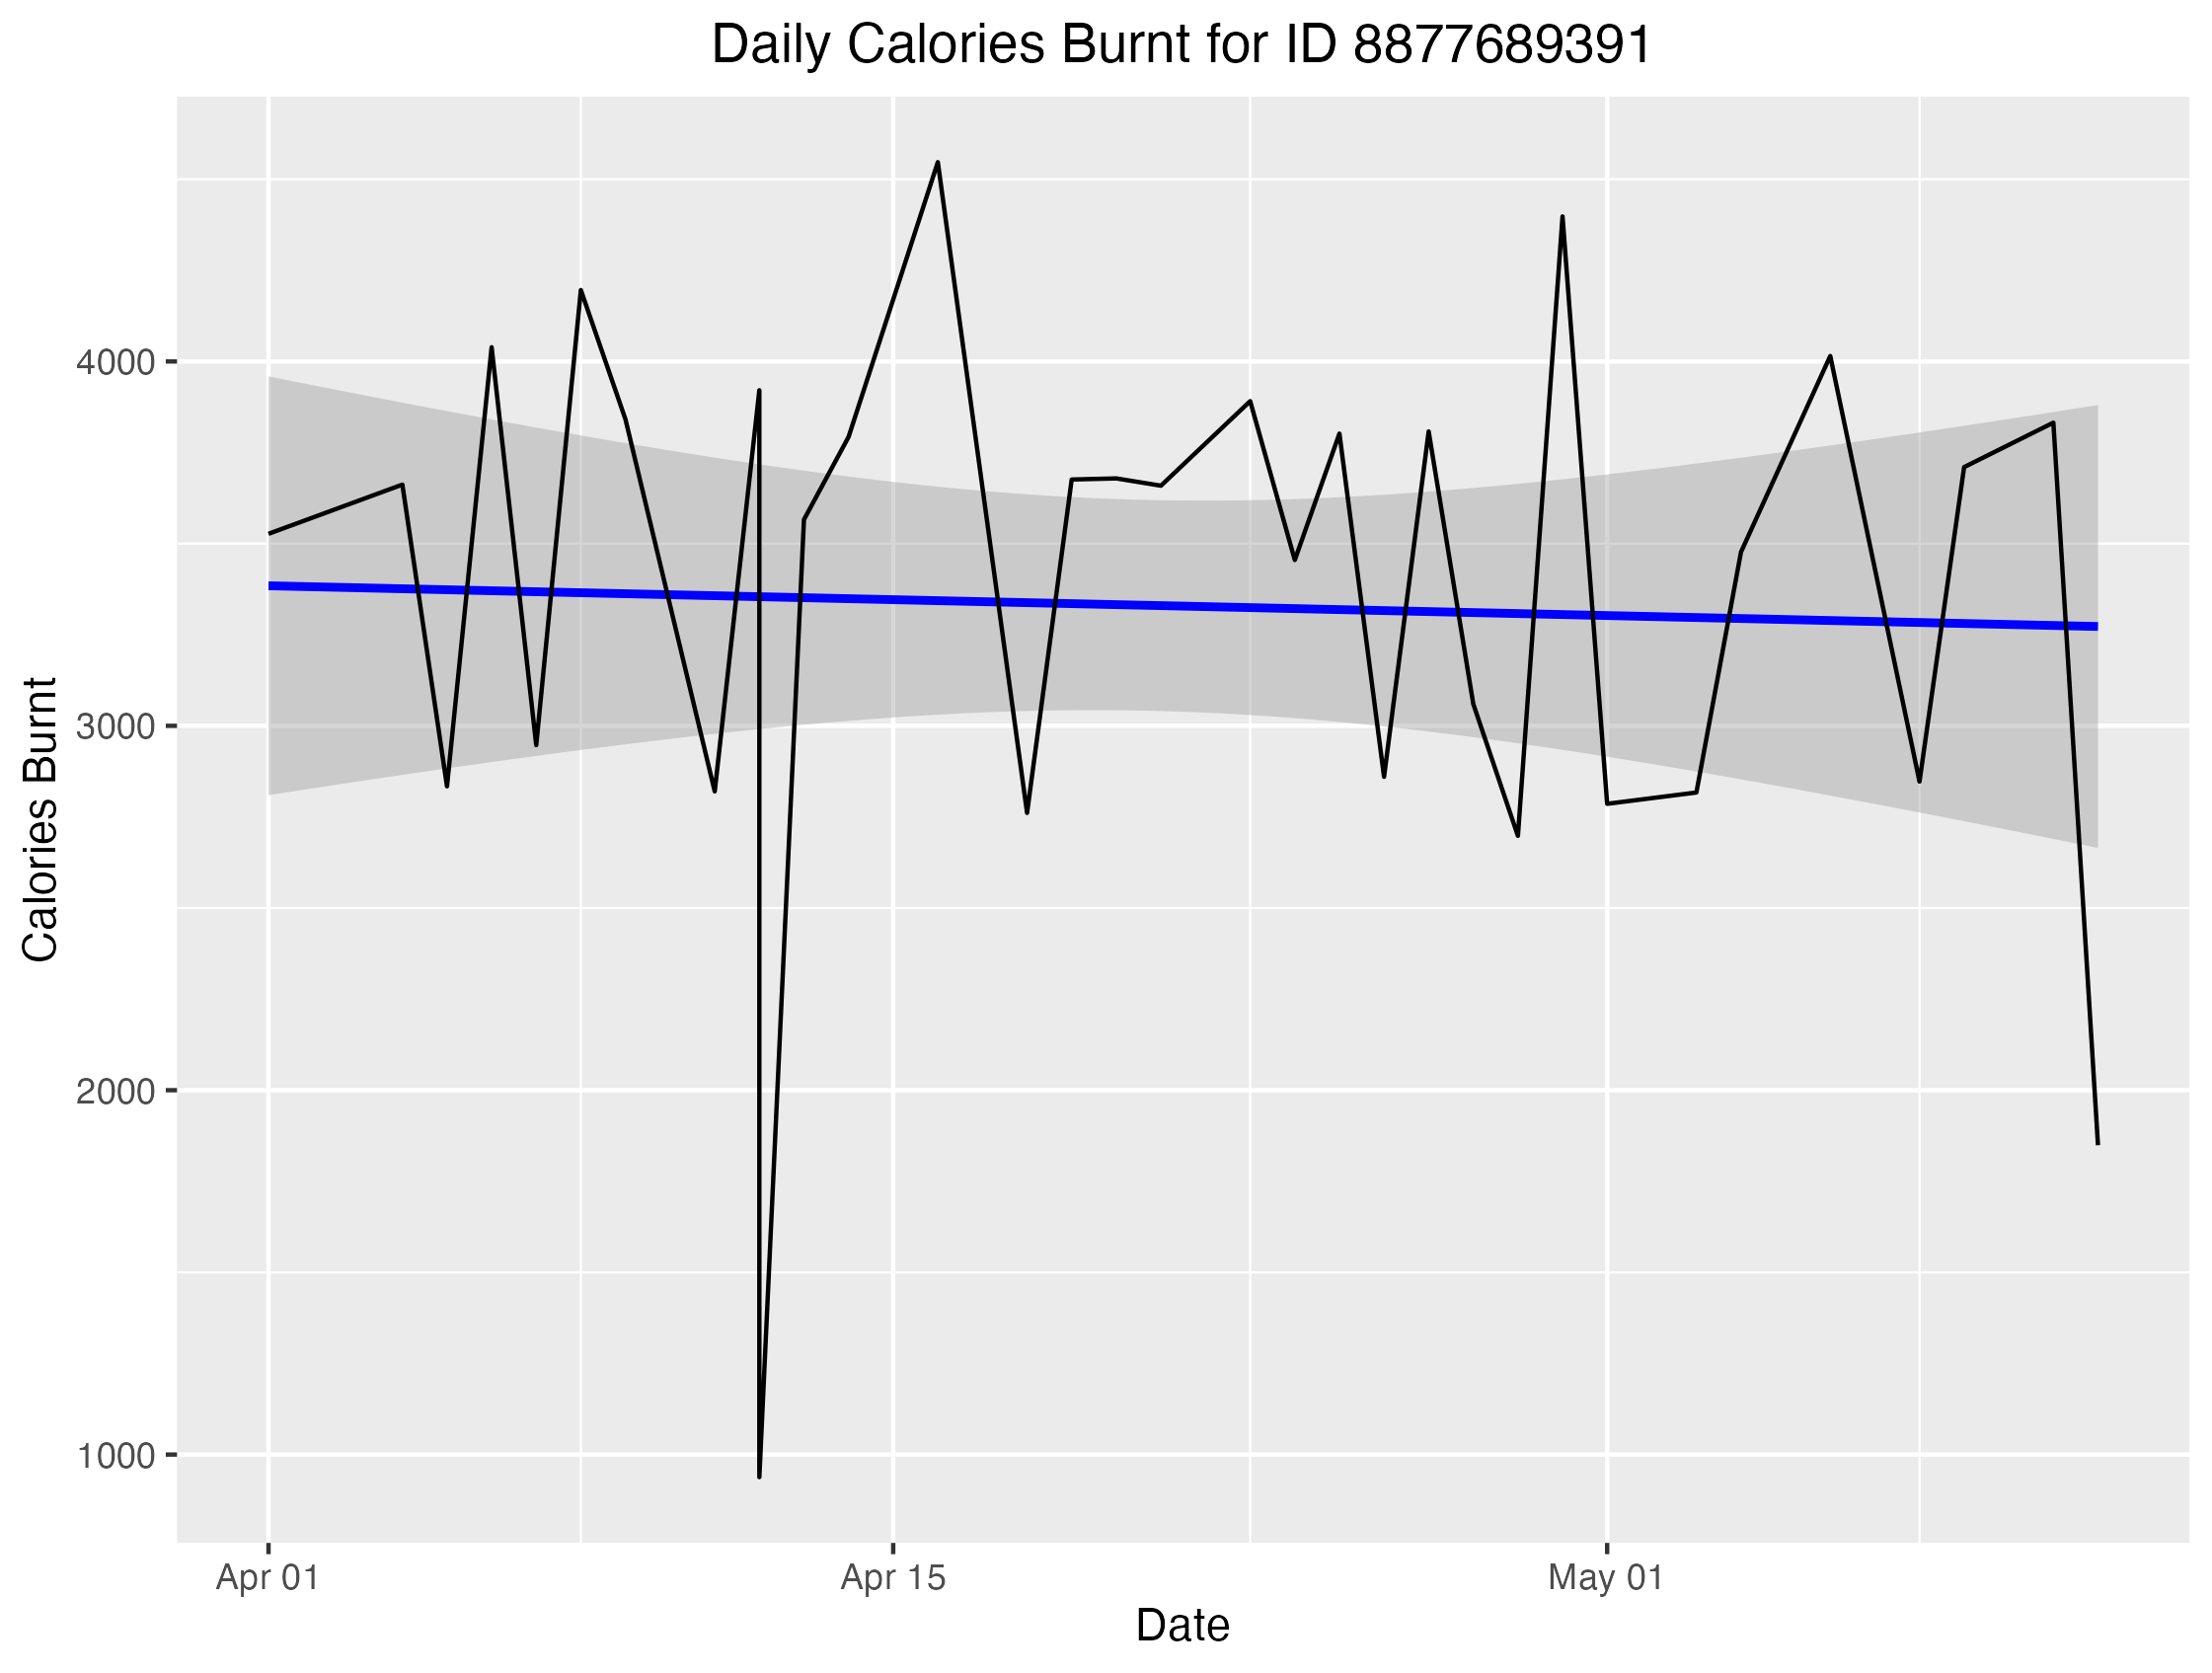 Daily Calories Burnt for ID 8877689391
Calories Burnt
4000
3000
2000
1000
Apr 01
Apr 15
May 01
Date